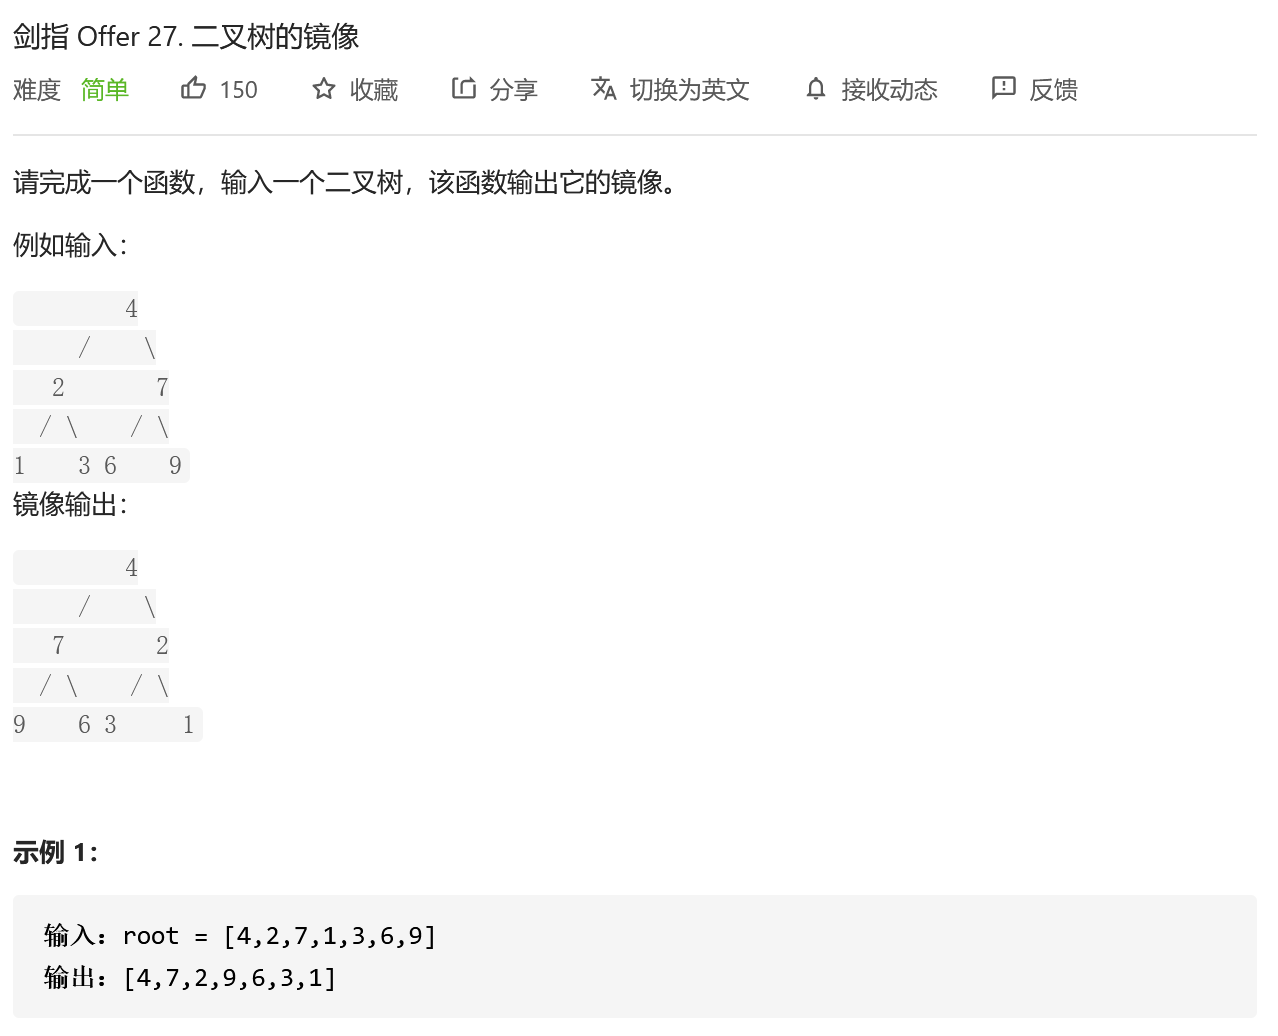 剑指 Offer 27. 二叉树的镜像
难度 简单 150 收藏 分享 切换为英文 接收动态 反馈
请完成一个函数，输入一个二叉树，该函数输出它的镜像。
例如输入：
4
/ \
2 7
/ \ / \
1 3 6 9
镜像输出：
4
/ \
7 2
/ \ / \
9 6 3 1
示例 1：
输入：root = [4,2,7,1,3,6,9]
输出：[4,7,2,9,6,3,1]